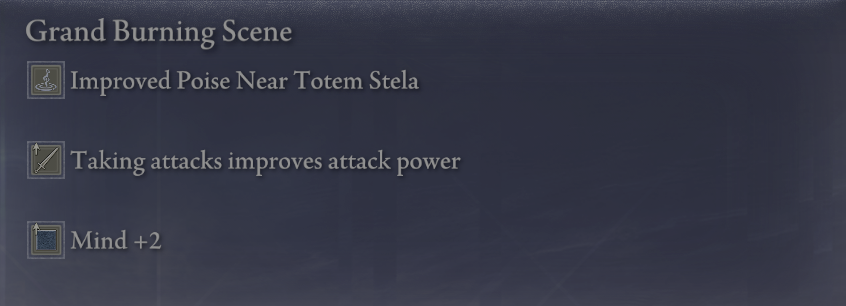 Grand Burning Scene
Improved Poise Near Totem Stela
Taking attacks improves attack power
Mind +2